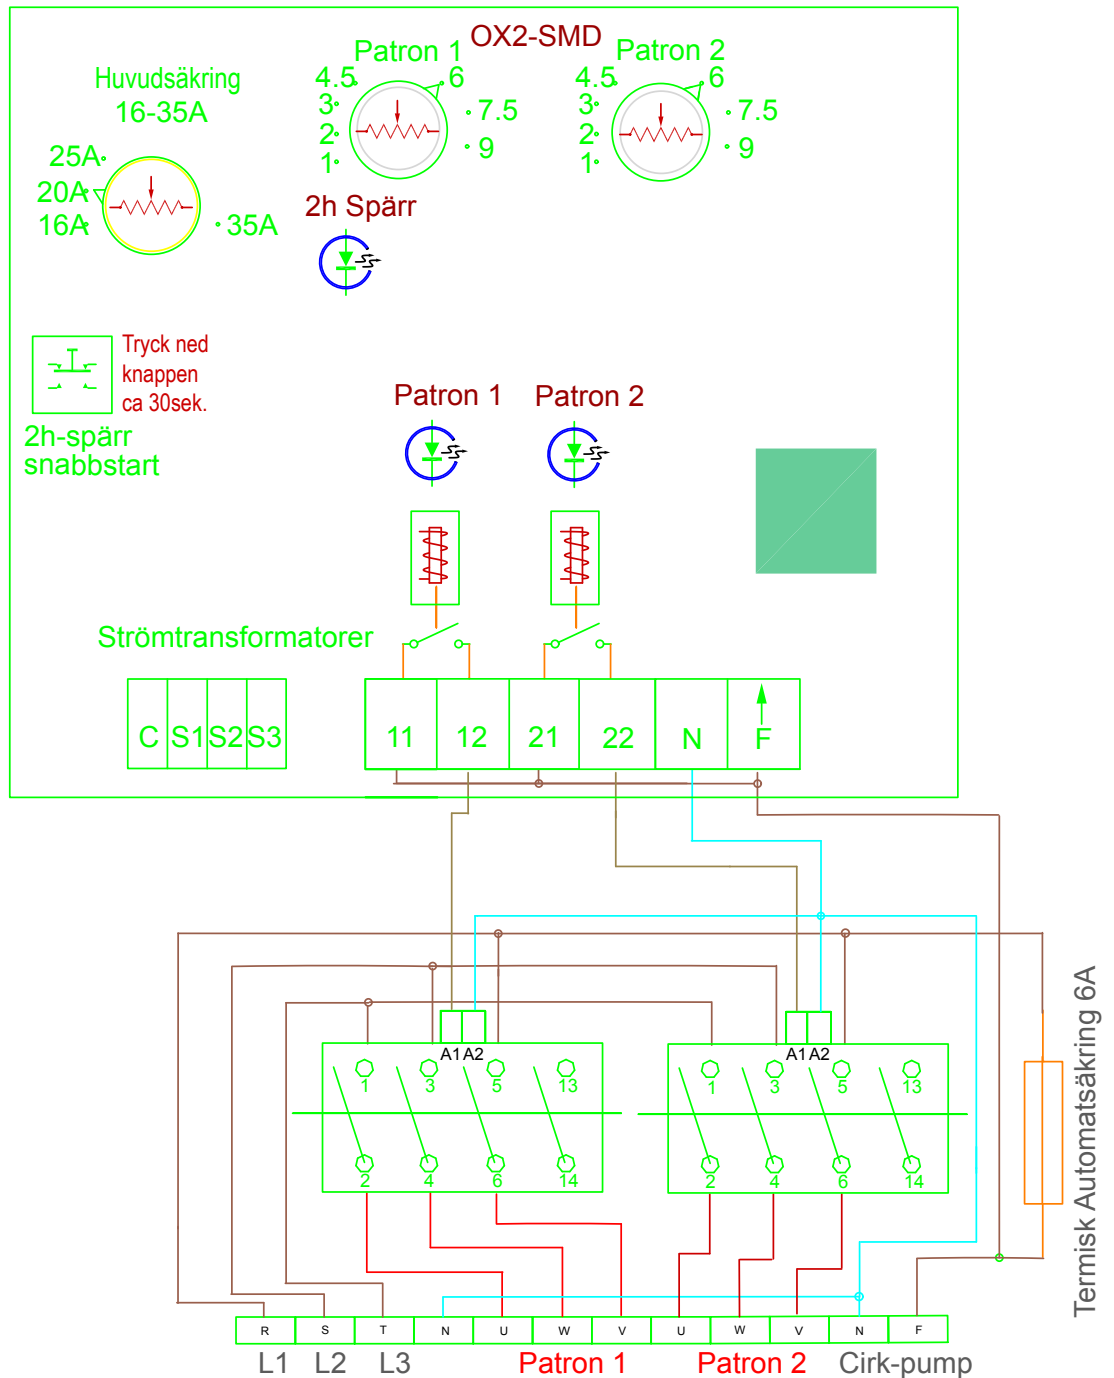 OX2-SMD
Patron 1
Patron 2
4.5
6
3
7.5
2
9
1
4.5
6
3
7.5
2
9
1
Huvudsäkring
16-35A
25A
20A
16A
35A
2h Spärr
Tryck ned
knappen
ca 30sek.
2h-spärr
snabbstart
Patron 1
Patron 2
Strömtransformatorer
C S1 S2 S3
11 12 21 22 N F
A1 A2
1 3 5 13
2 4 6 14
A1 A2
1 3 5 13
2 4 6 14
Termisk Automatsäkring 6A
R S T N U W V U W V N F
L1 L2 L3 Patron 1 Patron 2 Cirk-pump